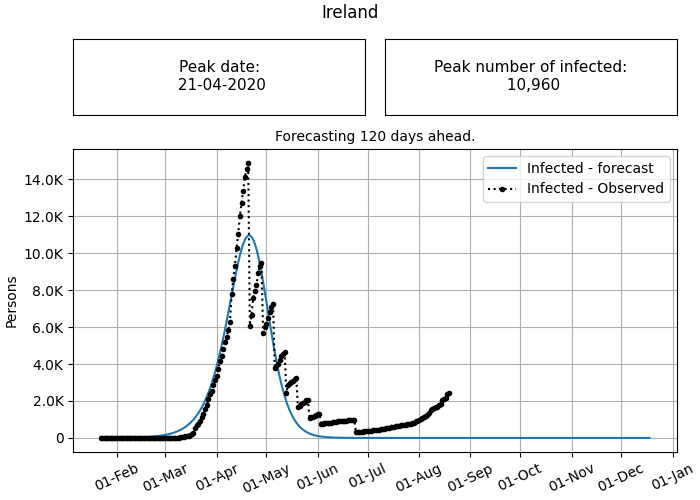 Ireland
Peak date:
21-04-2020
Peak number of infected:
10,960
Forecasting 120 days ahead.
Infected - forecast
Infected - Observed
14.0K
12.0K
10.0K
8.0K
6.0K
4.0K
2.0K
0
Persons
01-Feb
01-Mar
01-Apr
01-May
01-Jun
01-Jul
01-Aug
01-Sep
01-Oct
01-Nov
01-Dec
01-Jan